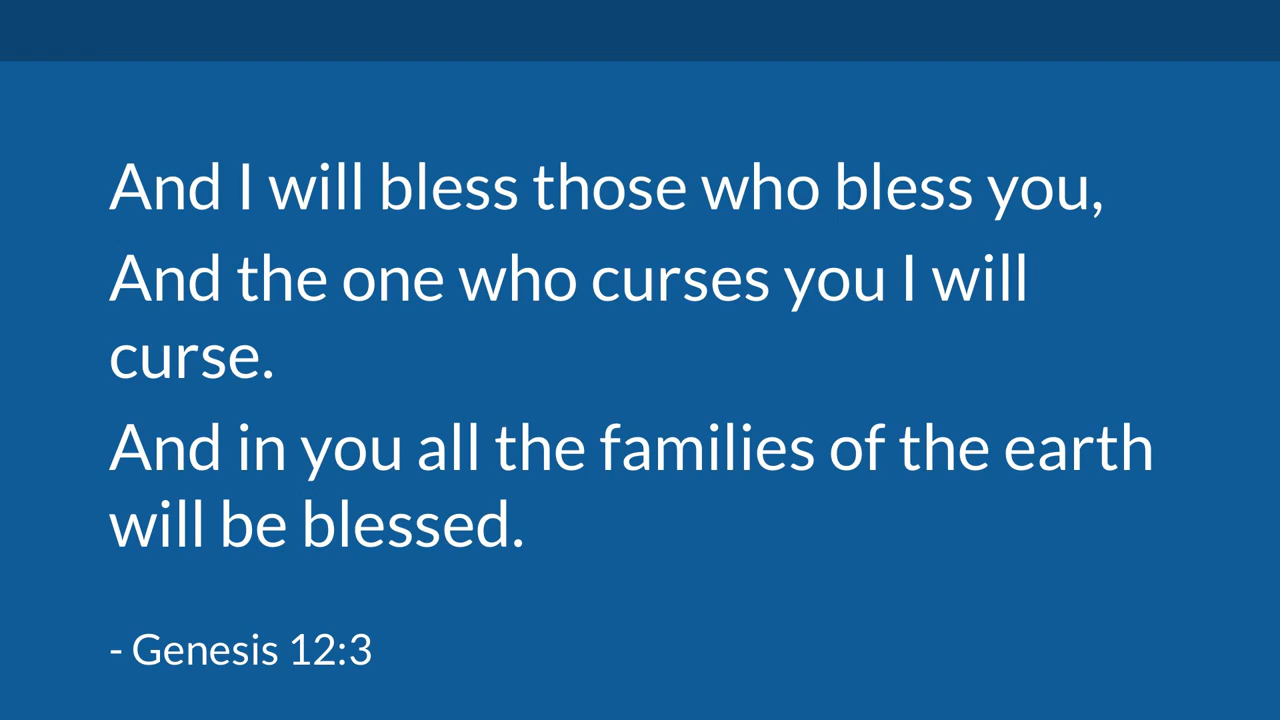 And I will bless those who bless you,
And the one who curses you I will
curse.
And in you all the families of the earth
will be blessed.
- Genesis 12:3